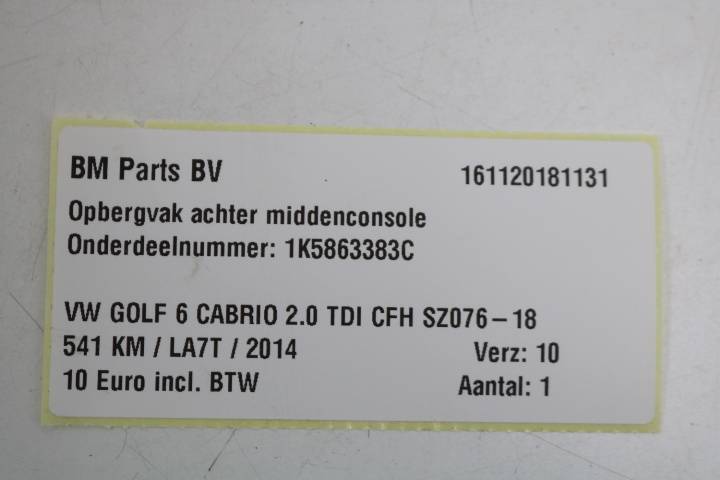 BM Parts BV 161120181131
Opbergvak achter middenconsole
Onderdeelnummer: 1K5863383C
VW GOLF 6 CABRIO 2.0 TDI CFH SZ076-18
541 KM / LA7T / 2014 Verz: 10
10 Euro incl. BTW Aantal: 1